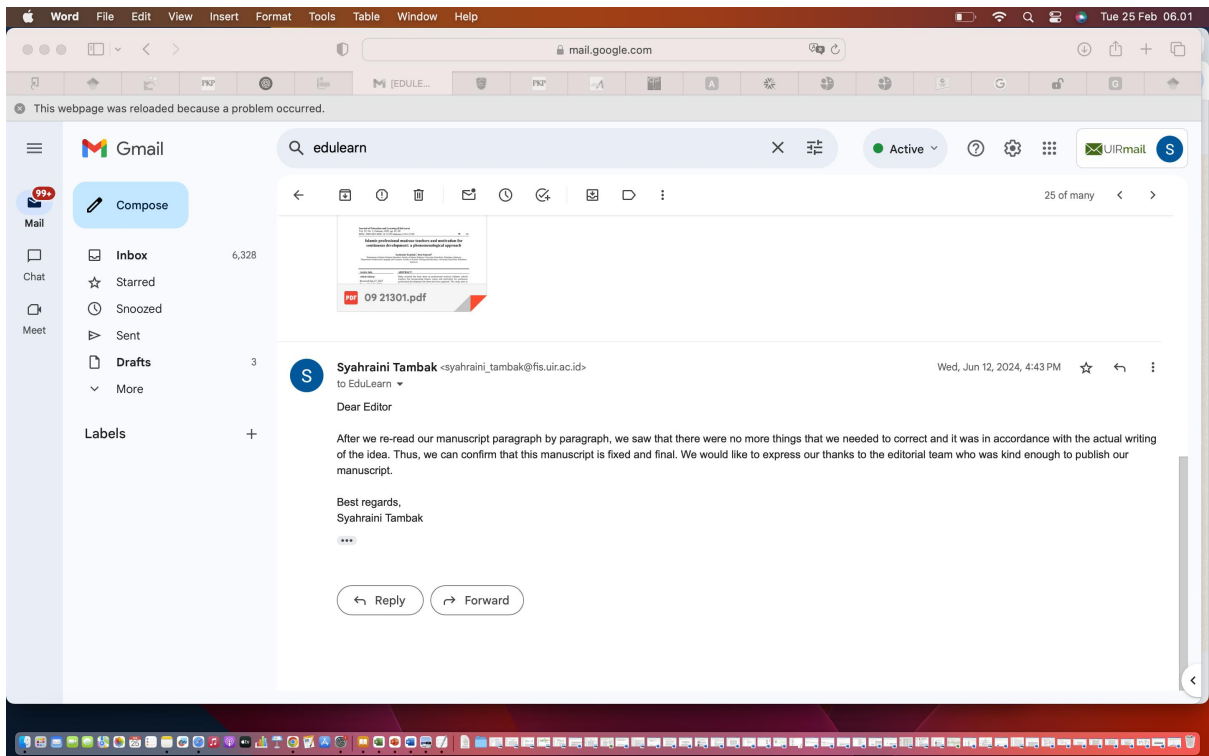 Word File Edit View Insert Format Tools Table Window Help Tue 25 Feb 06.01
mail.google.com
PKP [EDULE... PKP A G G
This webpage was reloaded because a problem occurred.
Gmail edulearn Active UIRmail S
99+
Mail
Chat
Meet
Compose
Inbox 6,328
Starred
Snoozed
Sent
Drafts 3
More
Labels +
25 of many
Islamic professional madrasa teachers and motivation for
continuous development: a phenomenological approach
PDF 09 21301.pdf
S
Syahraini Tambak <syahraini_tambak@fis.uir.ac.id> Wed, Jun 12, 2024, 4:43 PM
to EduLearn
Dear Editor
After we re-read our manuscript paragraph by paragraph, we saw that there were no more things that we needed to correct and it was in accordance with the actual writing
of the idea. Thus, we can confirm that this manuscript is fixed and final. We would like to express our thanks to the editorial team who was kind enough to publish our
manuscript.
Best regards,
Syahraini Tambak
Reply Forward